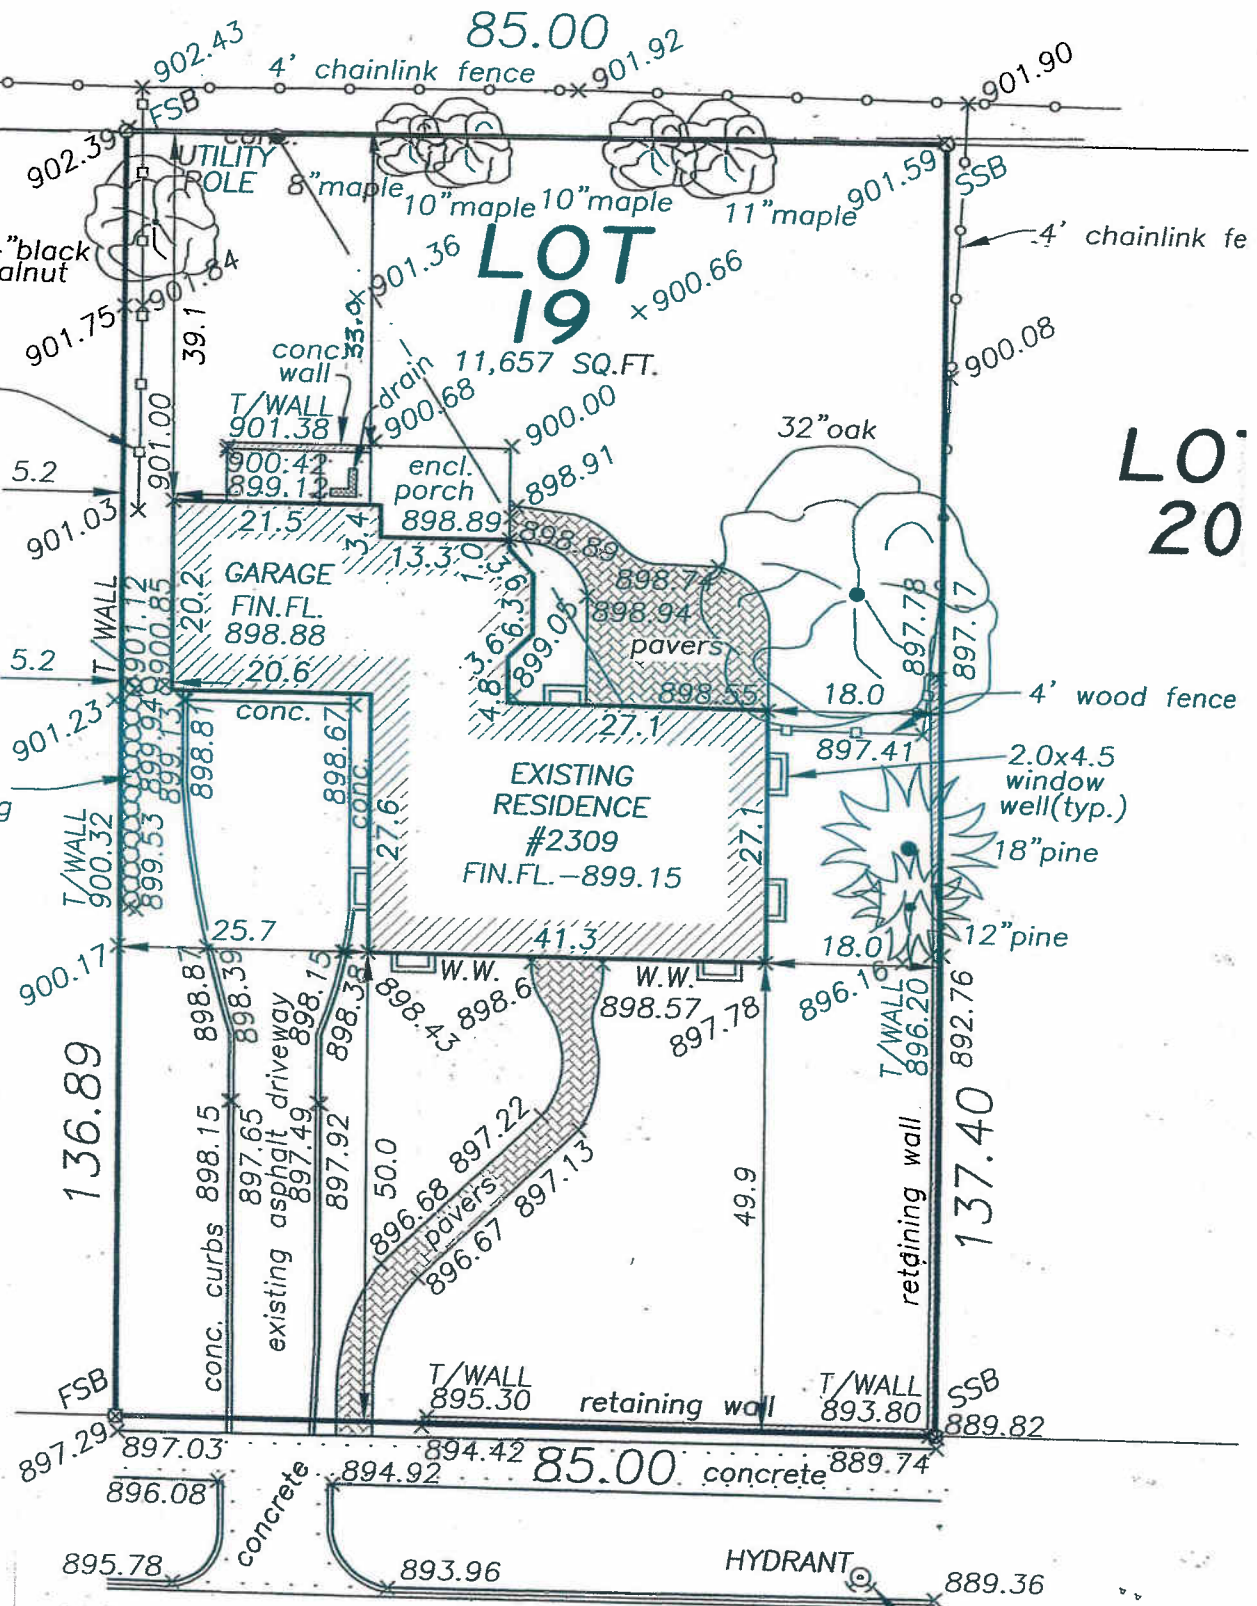 85.00
902.43
4' chainlink fence
901.92
901.90
FSB
902.39
UTILITY
POLE
8"maple
10"maple
10"maple
11"maple
901.59
SSB
4' chainlink fe
"black
alnut
901.84
901.36
LOT
19
11,657 SQ.FT.
900.66
901.75
39.1
33.0
900.08
conc.
wall
drain
T/WALL
901.38
900.68
900.00
32"oak
LO
20
5.2
901.00
900.42
899.12
encl.
porch
898.91
898.89
901.03
21.5
3.4
13.3
1.0
3.6
6.3
3.6
4.8
898.89
898.74
898.94
899.05
pavers
898.55
GARAGE
FIN.FL.
898.88
20.2
20.6
T/WALL
901.12
900.85
5.2
897.78
897.17
18.0
4' wood fence
27.1
897.41
901.23
899.94
899.13
898.81
conc.
898.67
conc.
27.6
EXISTING
RESIDENCE
#2309
FIN.FL.-899.15
27.1
2.0x4.5
window
well(typ.)
18"pine
12"pine
g
T/WALL
900.32
899.53
25.7
41.3
18.0
900.17
898.87
898.39
898.15
898.38
898.43
W.W.
898.6
W.W.
898.57
897.78
896.16
T/WALL
896.20
892.76
136.89
137.40
conc. curbs
898.15
897.65
existing asphalt driveway
897.49
897.92
50.0
897.22
896.68
pavers
897.13
896.67
49.9
retaining wall
FSB
T/WALL
895.30
retaining wall
T/WALL
893.80
SSB
889.82
897.29
897.03
894.42
85.00
concrete
889.74
896.08
concrete
894.92
895.78
893.96
HYDRANT
889.36